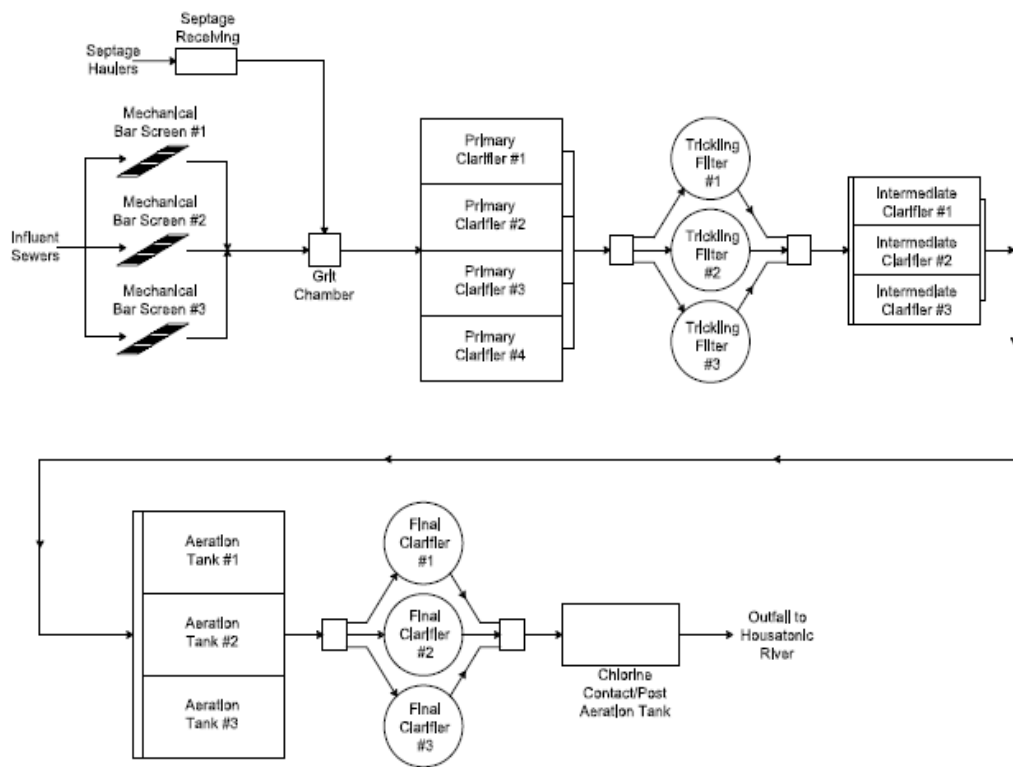 Septage
Receiving
Septage
Haulers
Mechanical
Bar Screen #1
Mechanical
Bar Screen #2
Influent
Sewers
Mechanical
Bar Screen #3
Grit
Chamber
Primary
Clarifier #1
Primary
Clarifier #2
Primary
Clarifier #3
Primary
Clarifier #4
Trickling
Filter
#1
Trickling
Filter
#2
Trickling
Filter
#3
Intermediate
Clarifier #1
Intermediate
Clarifier #2
Intermediate
Clarifier #3
Aeration
Tank #1
Aeration
Tank #2
Aeration
Tank #3
Final
Clarifier
#1
Final
Clarifier
#2
Final
Clarifier
#3
Chlorine
Contact/Post
Aeration Tank
Outfall to
Housatonic
River